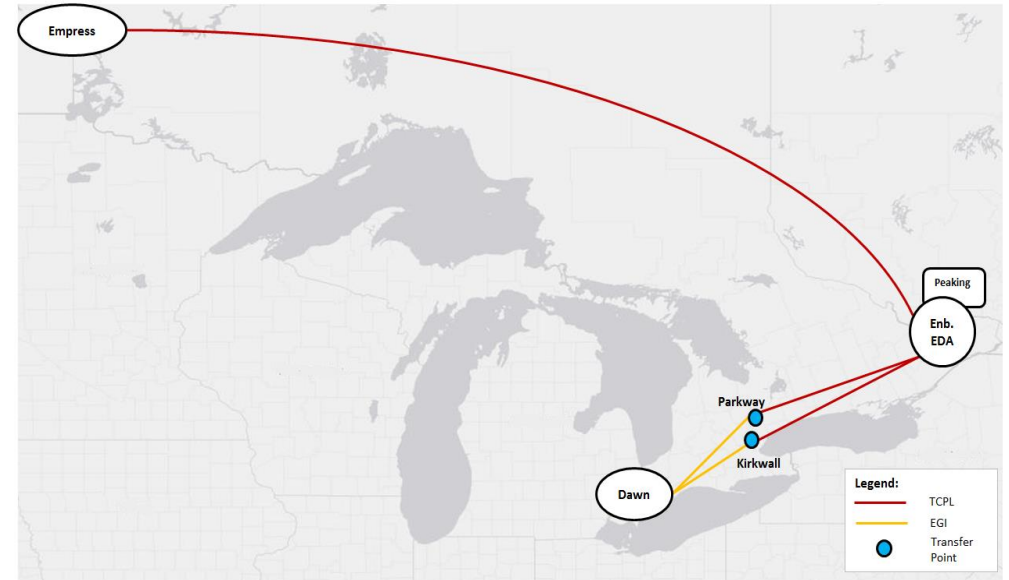 Empress
Peaking
Enb.
EDA
Parkway
Kirkwall
Dawn
Legend:
TCPL
EGI
Transfer
Point